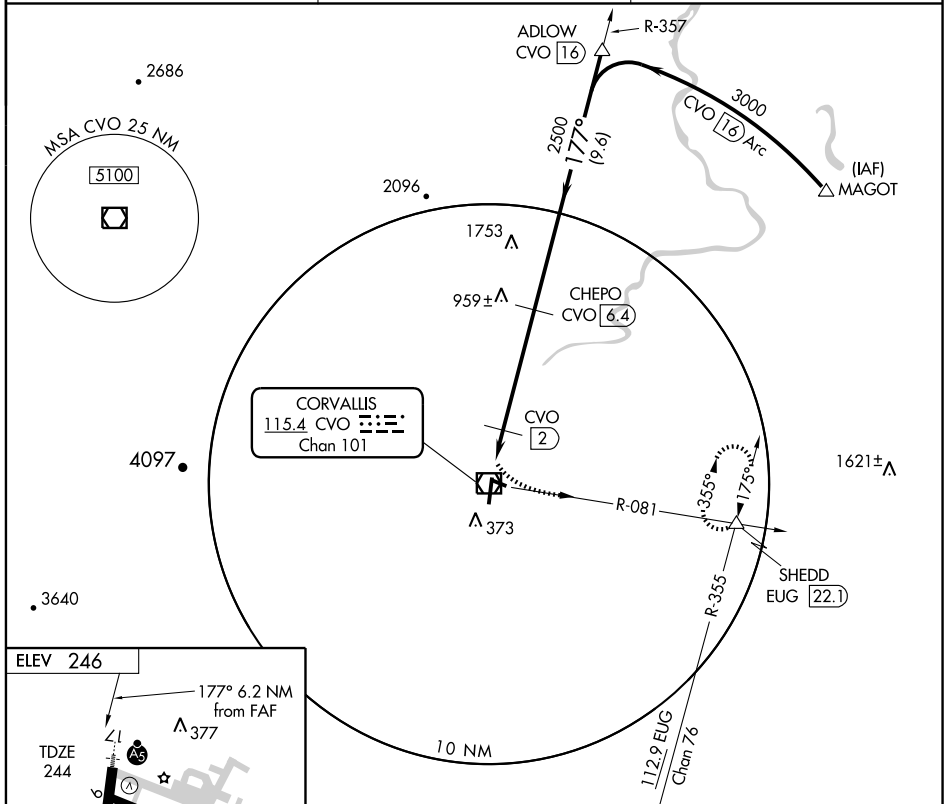 ADLOW
CVO 16
R-357
2686
MSA CVO 25 NM
5100
3000
CVO 16 Arc
(IAF)
MAGOT
2500
177°
(9.6)
2096
1753
959±
CHEPO
CVO 6.4
CORVALLIS
115.4 CVO
Chan 101
CVO
2
4097
1621±
355°
175°
R-081
373
SHEDD
EUG 22.1
R-355
3640
ELEV 246
177° 6.2 NM
from FAF
17
A5
377
TDZE
244
V
10 NM
112.9 EUG
Chan 76